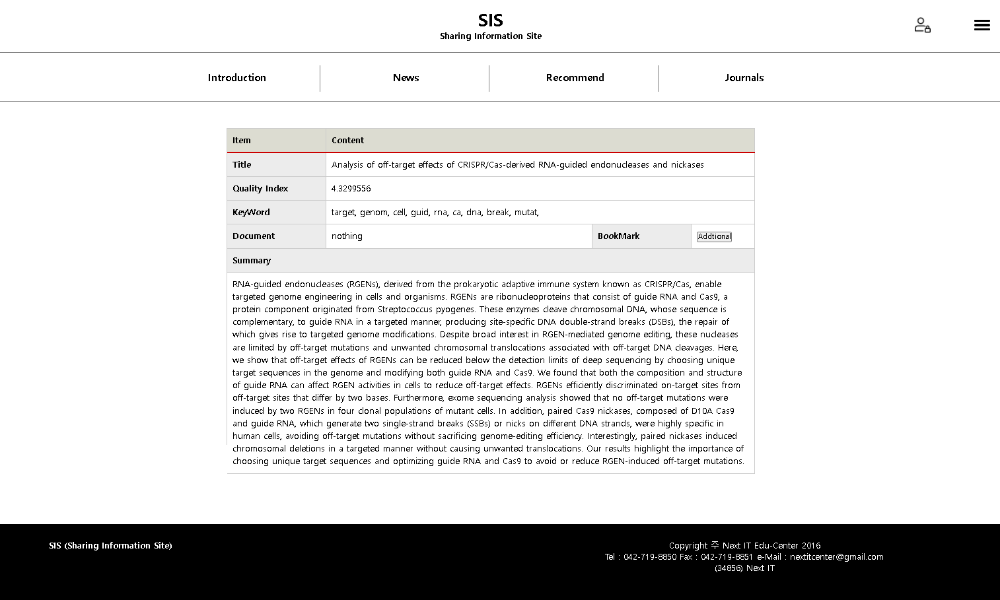 SIS
Sharing Information Site
Introduction
News
Recommend
Journals
Item
Content
Title
Analysis of off-target effects of CRISPR/Cas-derived RNA-guided endonucleases and nickases
Quality Index
4.3299556
KeyWord
target, genom, cell, guid, rna, ca, dna, break, mutat,
Document
nothing
BookMark
Addtional
Summary
RNA-guided endonucleases (RGENs), derived from the prokaryotic adaptive immune system known as CRISPR/Cas, enable
targeted genome engineering in cells and organisms. RGENs are ribonucleoproteins that consist of guide RNA and Cas9, a
protein component originated from Streptococcus pyogenes. These enzymes cleave chromosomal DNA, whose sequence is
complementary, to guide RNA in a targeted manner, producing site-specific DNA double-strand breaks (DSBs), the repair of
which gives rise to targeted genome modifications. Despite broad interest in RGEN-mediated genome editing, these nucleases
are limited by off-target mutations and unwanted chromosomal translocations associated with off-target DNA cleavages. Here,
we show that off-target effects of RGENs can be reduced below the detection limits of deep sequencing by choosing unique
target sequences in the genome and modifying both guide RNA and Cas9. We found that both the composition and structure
of guide RNA can affect RGEN activities in cells to reduce off-target effects. RGENs efficiently discriminated on-target sites from
off-target sites that differ by two bases. Furthermore, exome sequencing analysis showed that no off-target mutations were
induced by two RGENs in four clonal populations of mutant cells. In addition, paired Cas9 nickases, composed of D10A Cas9
and guide RNA, which generate two single-strand breaks (SSBs) or nicks on different DNA strands, were highly specific in
human cells, avoiding off-target mutations without sacrificing genome-editing efficiency. Interestingly, paired nickases induced
chromosomal deletions in a targeted manner without causing unwanted translocations. Our results highlight the importance of
choosing unique target sequences and optimizing guide RNA and Cas9 to avoid or reduce RGEN-induced off-target mutations.
SIS (Sharing Information Site)
Copyright 주 Next IT Edu-Center 2016
Tel : 042-719-8850 Fax : 042-719-8851 e-Mail : nextitcenter@gmail.com
(34856) Next IT